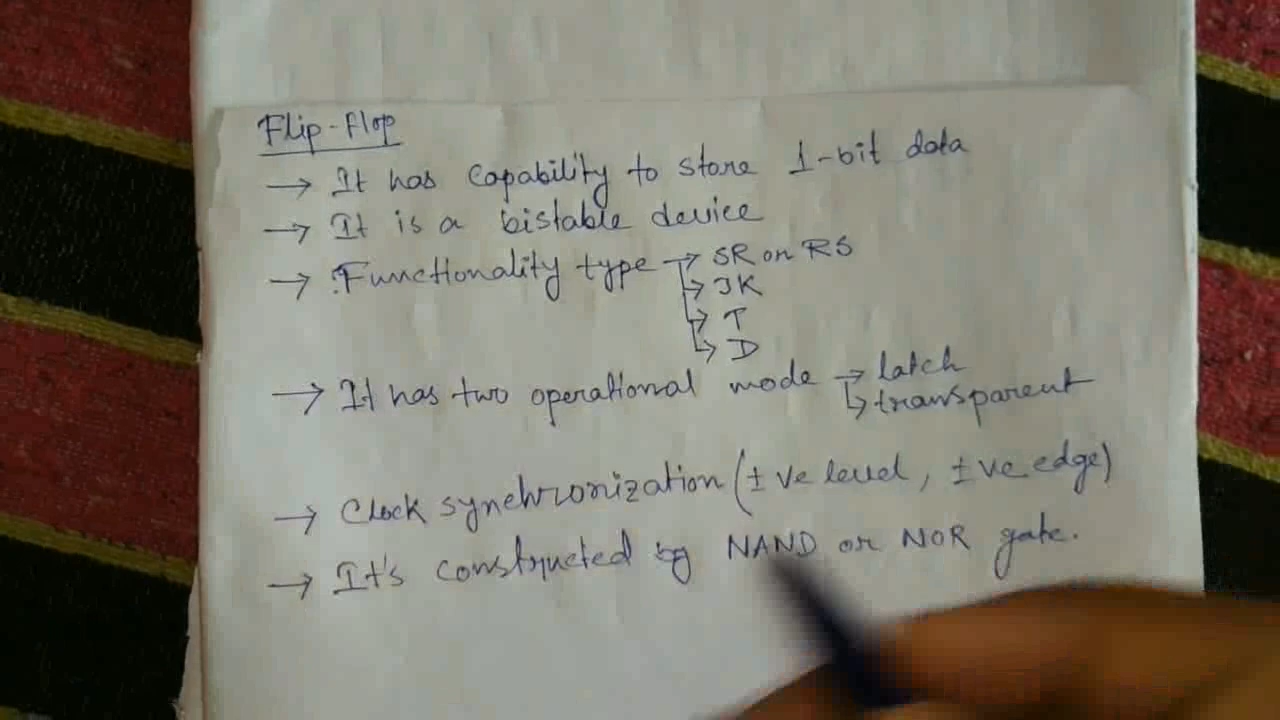 Flip-flop
→ It has capability to store 1-bit data
→ It is a bistable device
→ Functionality type → SR or RS
→ JK
→ T
→ D
→ It has two operational mode → latch
→ transparent
→ Clock synchronization (± ve level, ± ve edge)
→ It's constructed by NAND or NOR gate.